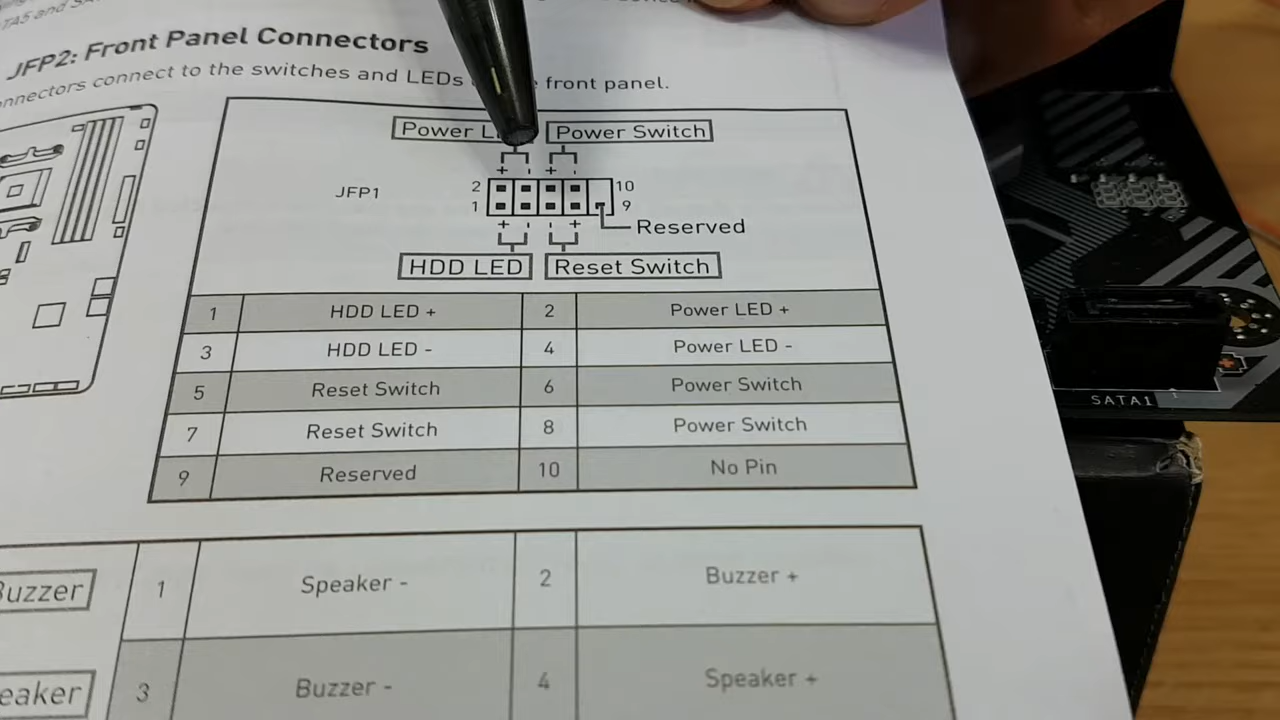 TA5 and
JFP2: Front Panel Connectors
connect to the switches and LEDs front panel.
Power Power Switch
+ - + -
JFP1
2 10
1 9
Reserved
+ - - +
HDD LED Reset Switch
1 HDD LED + 2 Power LED +
3 HDD LED - 4 Power LED -
5 Reset Switch 6 Power Switch
7 Reset Switch 8 Power Switch
9 Reserved 10 No Pin
Buzzer 1 Speaker - 2 Buzzer +
eaker 3 Buzzer - 4 Speaker +
SATA1